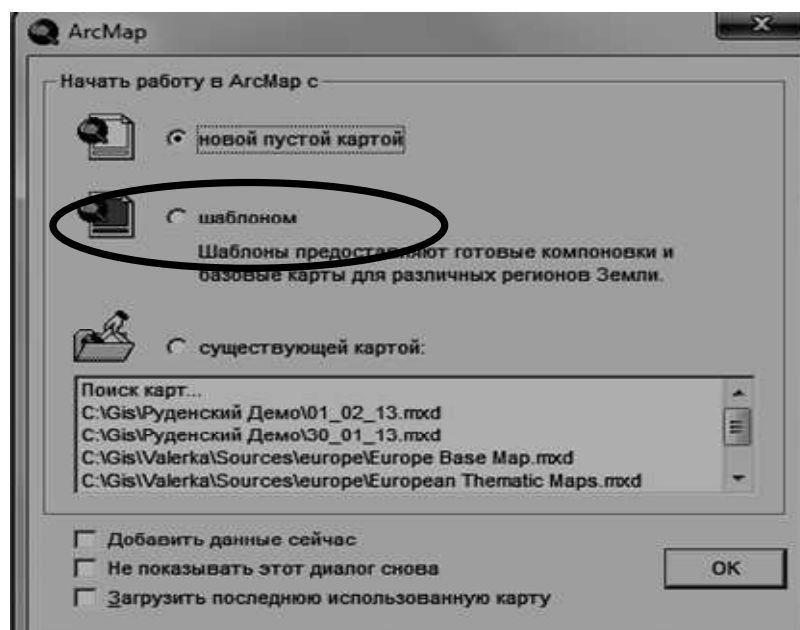 ArcMap
Начать работу в ArcMap с
новой пустой картой
шаблоном
Шаблоны предоставляют готовые компоновки и
базовые карты для различных регионов Земли.
существующей картой:
Поиск карт...
C:\Gis\Руденский Демо\01_02_13.mxd
C:\Gis\Руденский Демо\30_01_13.mxd
C:\Gis\Valerka\Sources\europe\Europe Base Map.mxd
C:\Gis\Valerka\Sources\europe\European Thematic Maps.mxd
Добавить данные сейчас
Не показывать этот диалог снова
Загрузить последнюю использованную карту
OK